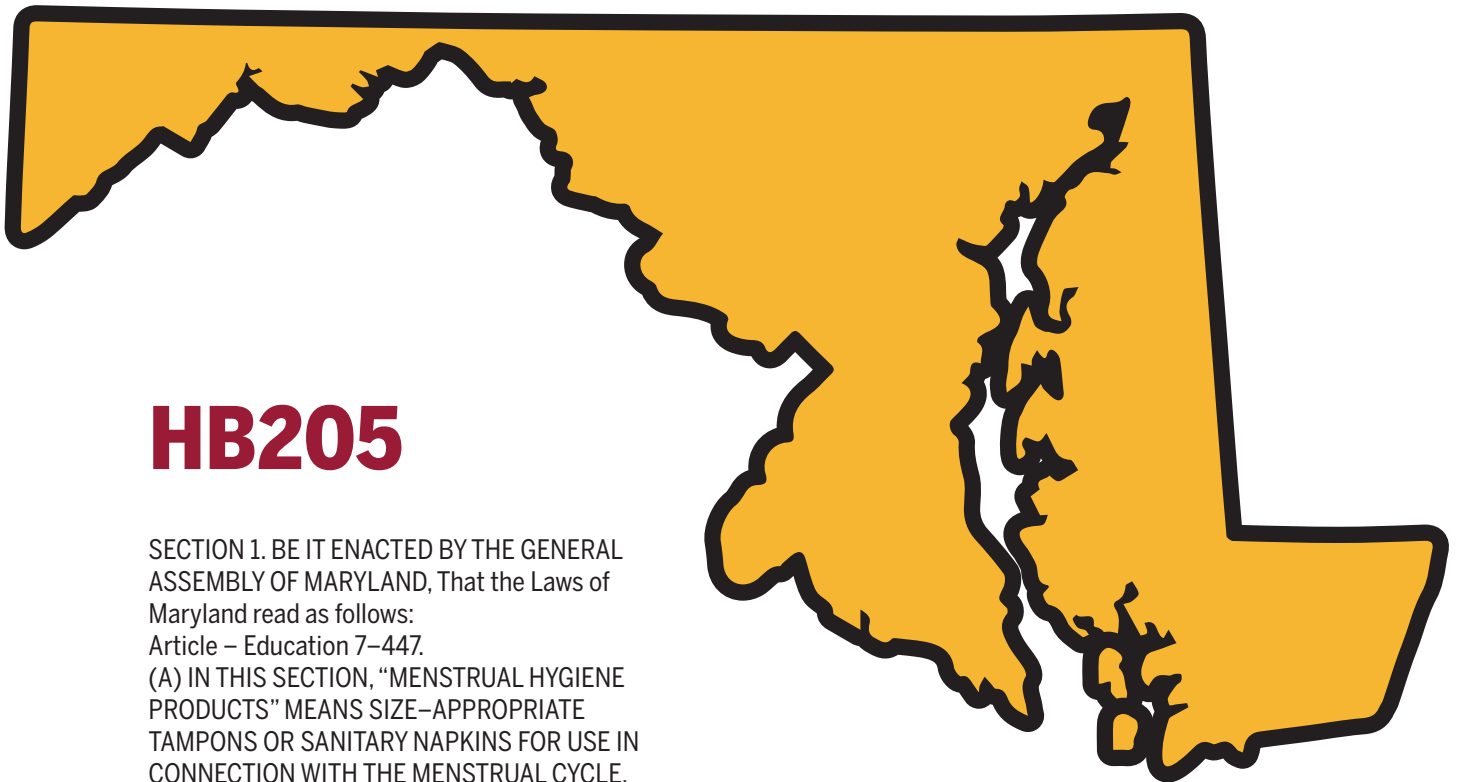 HB205
SECTION 1. BE IT ENACTED BY THE GENERAL
ASSEMBLY OF MARYLAND, That the Laws of
Maryland read as follows:
Article – Education 7–447.
(A) IN THIS SECTION, “MENSTRUAL HYGIENE
PRODUCTS” MEANS SIZE–APPROPRIATE
TAMPONS OR SANITARY NAPKINS FOR USE IN
CONNECTION WITH THE MENSTRUAL CYCLE.